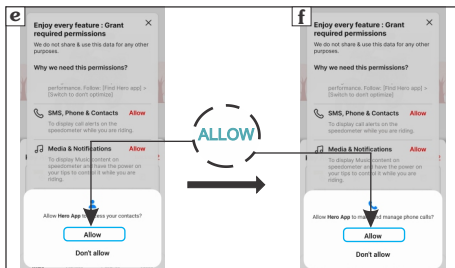 e
Enjoy every feature : Grant
required permissions
We do not share & use this data for any other
purposes.
Why we need this permissions?
performance. Follow: [Find Hero app] >
[Switch to don't optimize]
SMS, Phone & Contacts Allow
To display call alerts on the
speedometer while you are riding.
Media & Notifications Allow
To display Music content on
speedometer and have the power on
your tips to control it while you are
riding.
Allow Hero App to access your contacts?
Allow
Don't allow
ALLOW
f
Enjoy every feature : Grant
required permissions
We do not share & use this data for any other
purposes.
Why we need this permissions?
performance. Follow: [Find Hero app] >
[Switch to don't optimize]
SMS, Phone & Contacts Allow
To display call alerts on the
speedometer while you are riding.
Media & Notifications Allow
To display Music content on
speedometer and have the power on
your tips to control it while you are
riding.
Allow Hero App to make and manage phone calls?
Allow
Don't allow